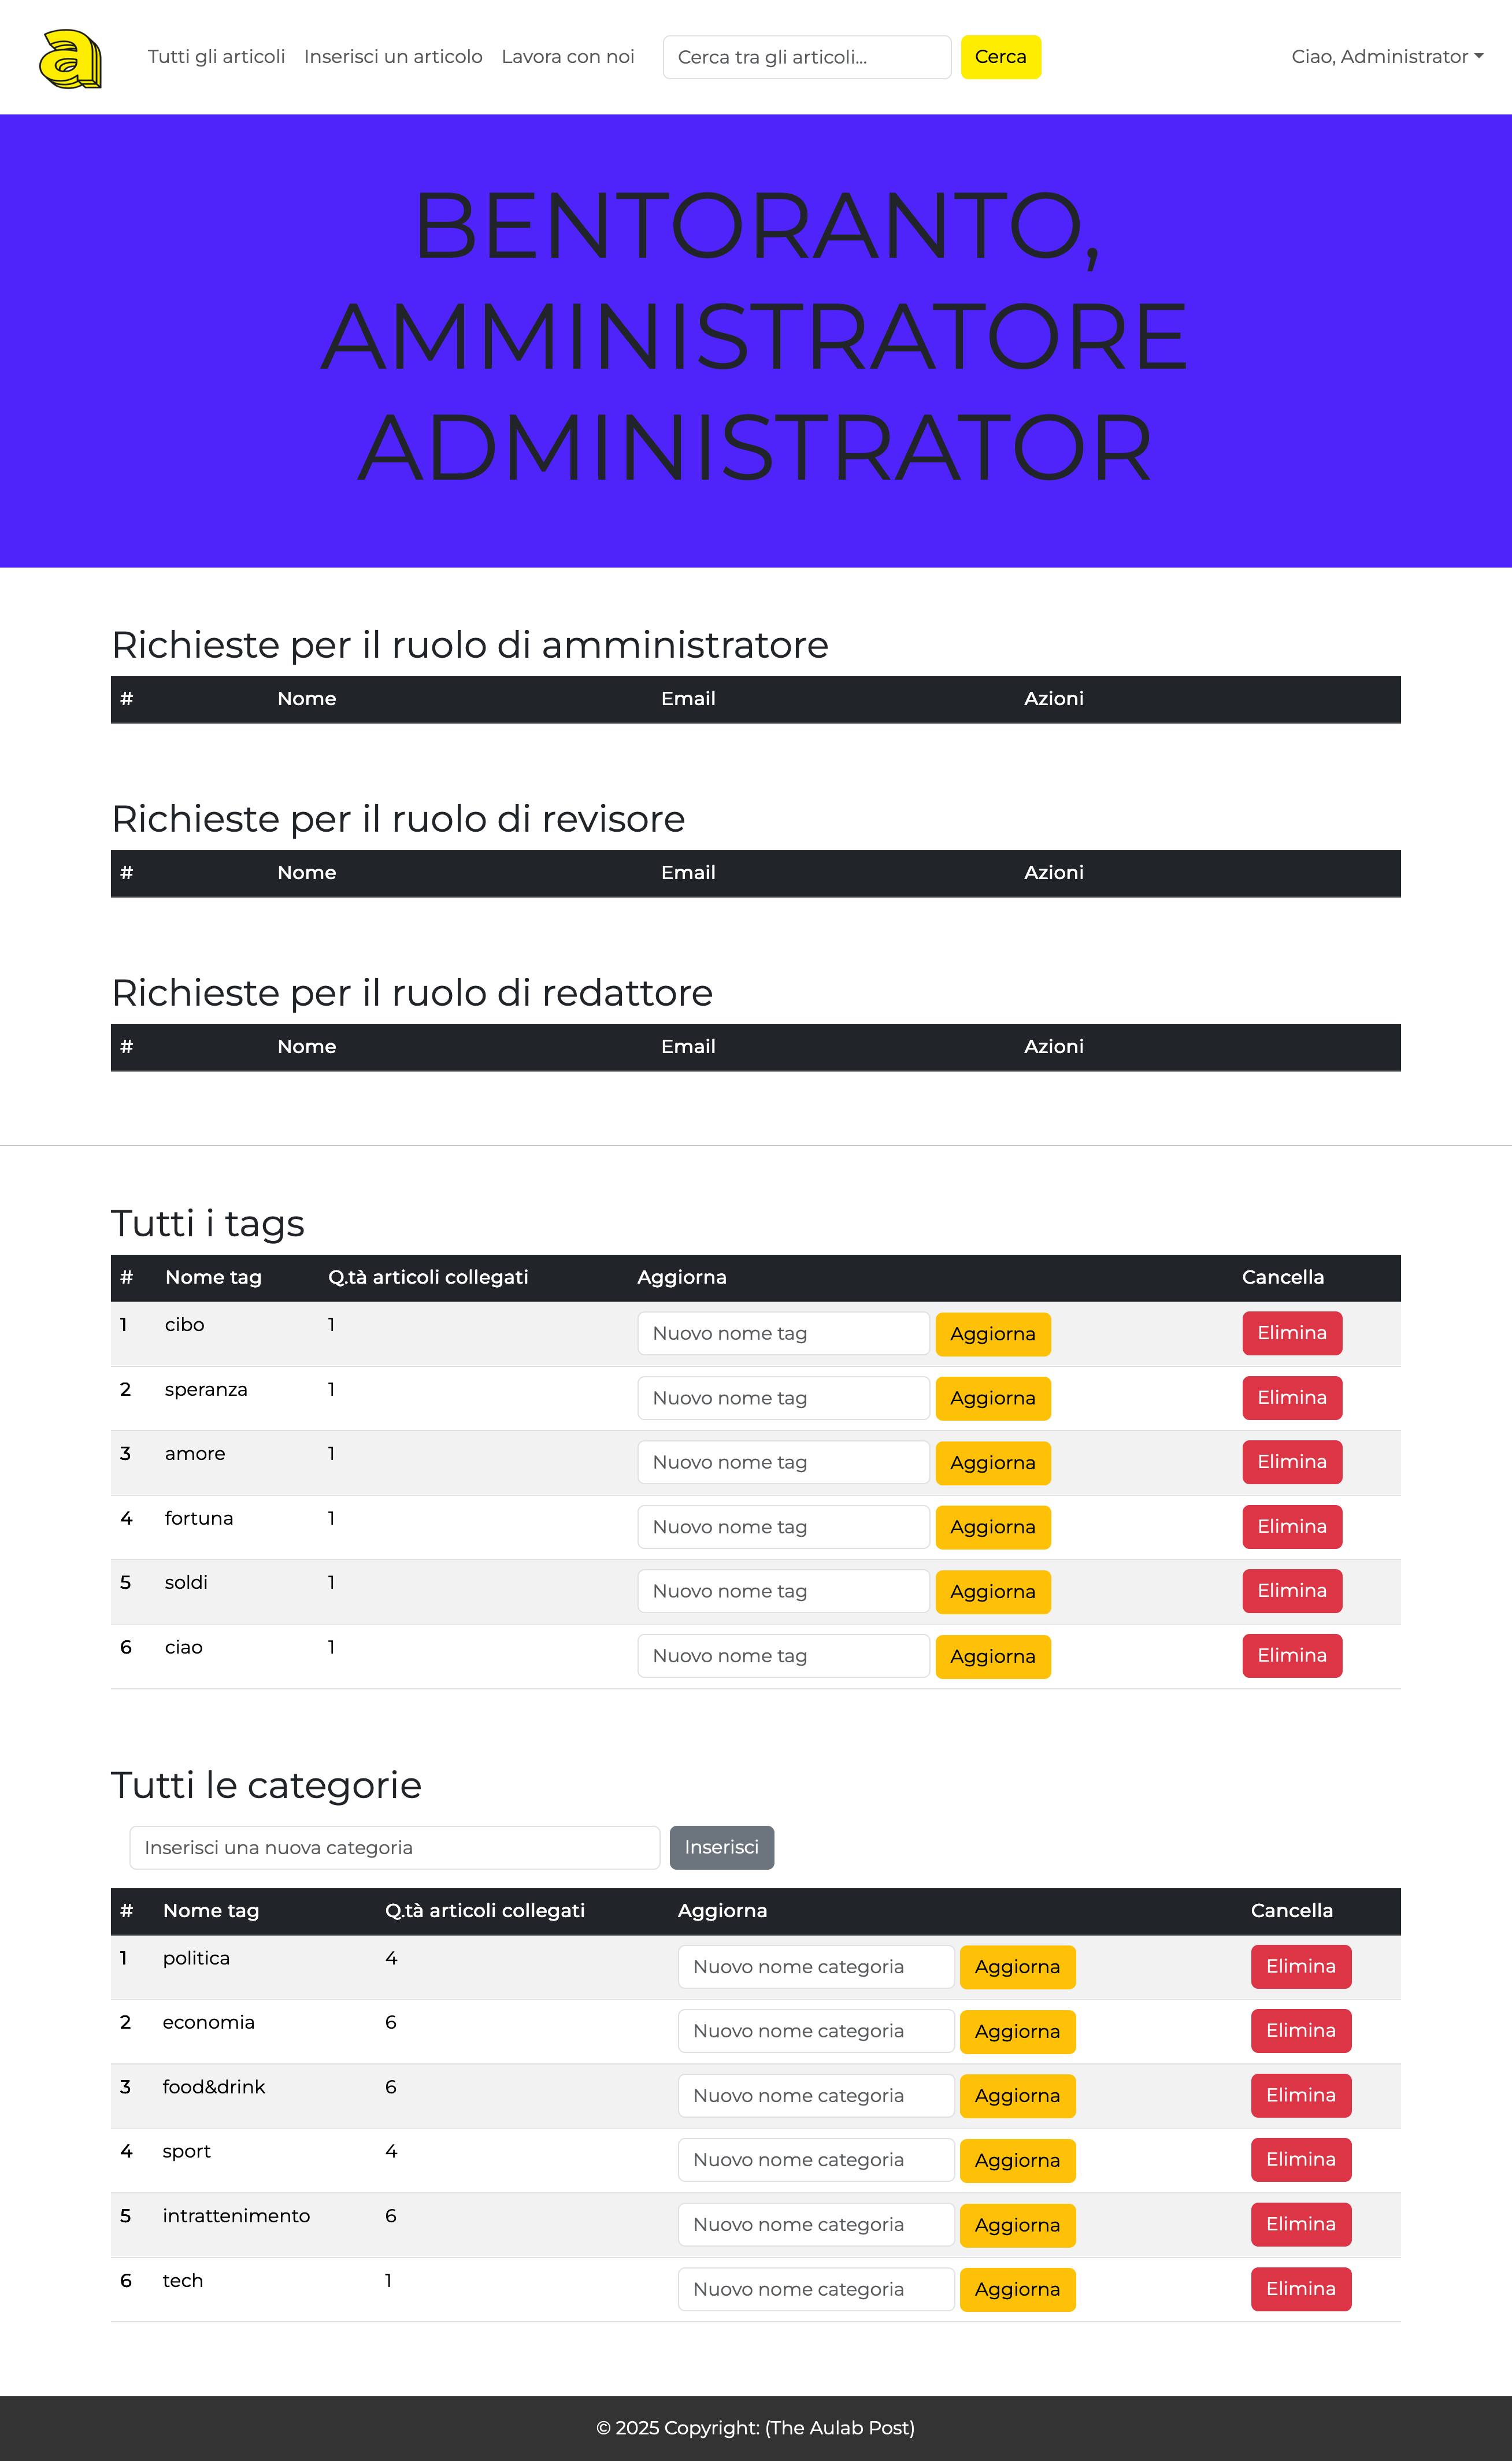 a
Tutti gli articoli Inserisci un articolo Lavora con noi Cerca tra gli articoli... Cerca Ciao, Administrator
BENTORANTO,
AMMINISTRATORE
ADMINISTRATOR
Richieste per il ruolo di amministratore
# Nome Email Azioni
Richieste per il ruolo di revisore
# Nome Email Azioni
Richieste per il ruolo di redattore
# Nome Email Azioni
Tutti i tags
# Nome tag Q.tà articoli collegati Aggiorna Cancella
1 cibo 1 Nuovo nome tag Aggiorna Elimina
2 speranza 1 Nuovo nome tag Aggiorna Elimina
3 amore 1 Nuovo nome tag Aggiorna Elimina
4 fortuna 1 Nuovo nome tag Aggiorna Elimina
5 soldi 1 Nuovo nome tag Aggiorna Elimina
6 ciao 1 Nuovo nome tag Aggiorna Elimina
Tutti le categorie
Inserisci una nuova categoria Inserisci
# Nome tag Q.tà articoli collegati Aggiorna Cancella
1 politica 4 Nuovo nome categoria Aggiorna Elimina
2 economia 6 Nuovo nome categoria Aggiorna Elimina
3 food&drink 6 Nuovo nome categoria Aggiorna Elimina
4 sport 4 Nuovo nome categoria Aggiorna Elimina
5 intrattenimento 6 Nuovo nome categoria Aggiorna Elimina
6 tech 1 Nuovo nome categoria Aggiorna Elimina
© 2025 Copyright: (The Aulab Post)